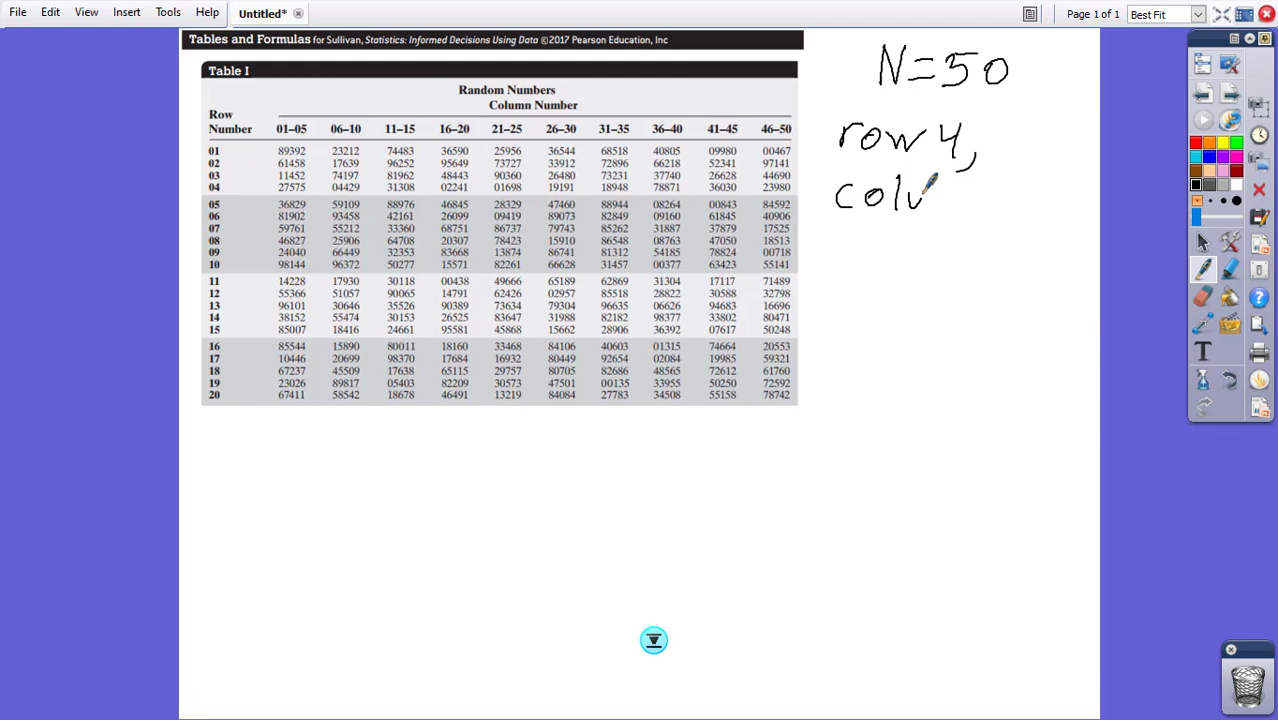 File Edit View Insert Tools Help Untitled* Page 1 of 1 Best Fit
Tables and Formulas for Sullivan, Statistics: Informed Decisions Using Data ©2017 Pearson Education, Inc
Table I
Random Numbers
Column Number
Row
Number 01–05 06–10 11–15 16–20 21–25 26–30 31–35 36–40 41–45 46–50
01 89392 23212 74483 36590 25956 36544 68518 40805 09980 00467
02 61458 17639 96252 95649 73727 33912 72896 66218 52341 97141
03 11452 74197 81962 48443 90360 26480 73231 37740 26628 44690
04 27575 04429 31308 02241 01698 19191 18948 78871 36030 23980
05 36829 59109 88976 46845 28329 47460 88944 08264 00843 84592
06 81902 93458 42161 26099 09419 89073 82849 09160 61845 40906
07 59761 55212 33360 68751 86737 79743 85262 31887 37879 17525
08 46827 25906 64708 20307 78423 15910 86548 08763 47050 18513
09 24040 66449 32353 83668 13874 86741 81312 54185 78824 00718
10 98144 96372 50277 15571 82261 66628 31457 00377 63423 55141
11 14228 17930 30118 00438 49666 65189 62869 31304 17117 71489
12 55366 51057 90065 14791 62426 02957 85518 28822 30588 32798
13 96101 30646 35526 90389 73634 79304 96635 06626 94683 16696
14 38152 55474 30153 26525 83647 31988 82182 98377 33802 80471
15 85007 18416 24661 95581 45868 15662 28906 36392 07617 50248
16 85544 15890 80011 18160 33468 84106 40603 01315 74664 20553
17 10446 20699 98370 17684 16932 80449 92654 02084 19985 59321
18 67237 45509 17638 65115 29757 80705 82686 48565 72612 61760
19 23026 89817 05403 82209 30573 47501 00135 33955 50250 72592
20 67411 58542 18678 46491 13219 84084 27783 34508 55158 78742
N=50
row 4,
colu